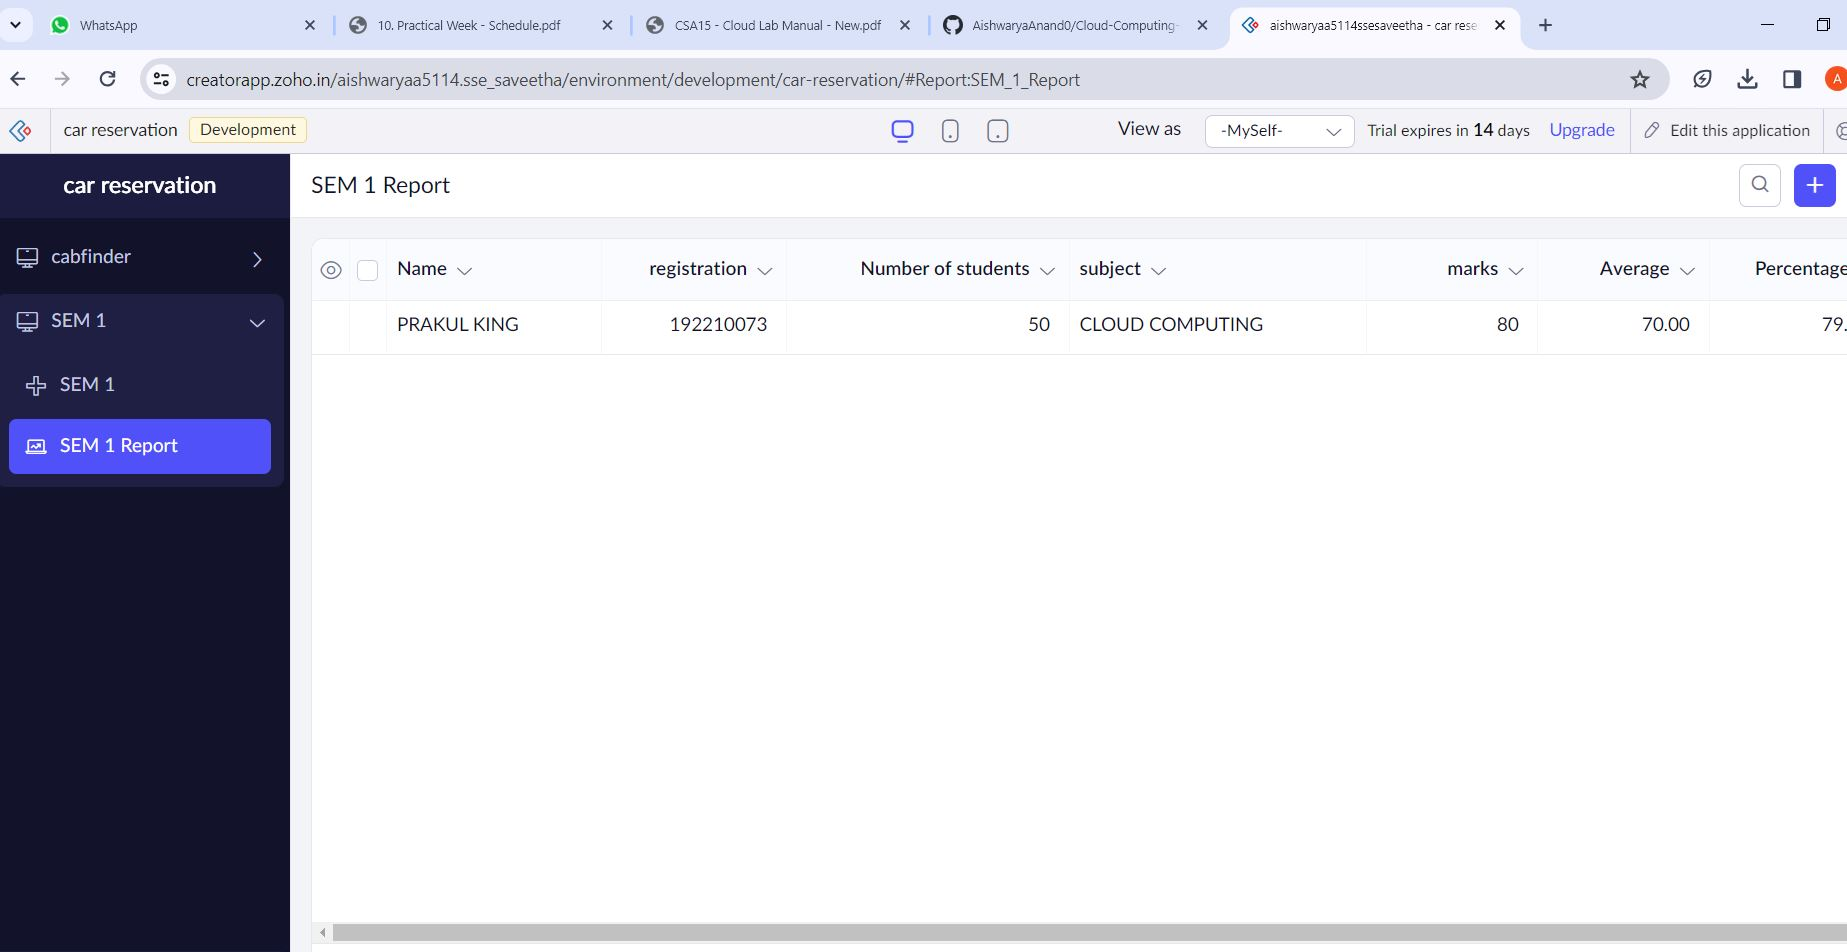 WhatsApp
10. Practical Week - Schedule.pdf
CSA15 - Cloud Lab Manual - New.pdf
AishwaryaAnand0/Cloud-Computing-
aishwaryaa5114ssesaveetha - car rese
creatorapp.zoho.in/aishwaryaa5114.sse_saveetha/environment/development/car-reservation/#Report:SEM_1_Report
A
car reservation Development View as -MySelf- Trial expires in 14 days Upgrade Edit this application
car reservation
SEM 1 Report
cabfinder
SEM 1
SEM 1
SEM 1 Report
Name registration Number of students subject marks Average Percentage
PRAKUL KING 192210073 50 CLOUD COMPUTING 80 70.00 79.